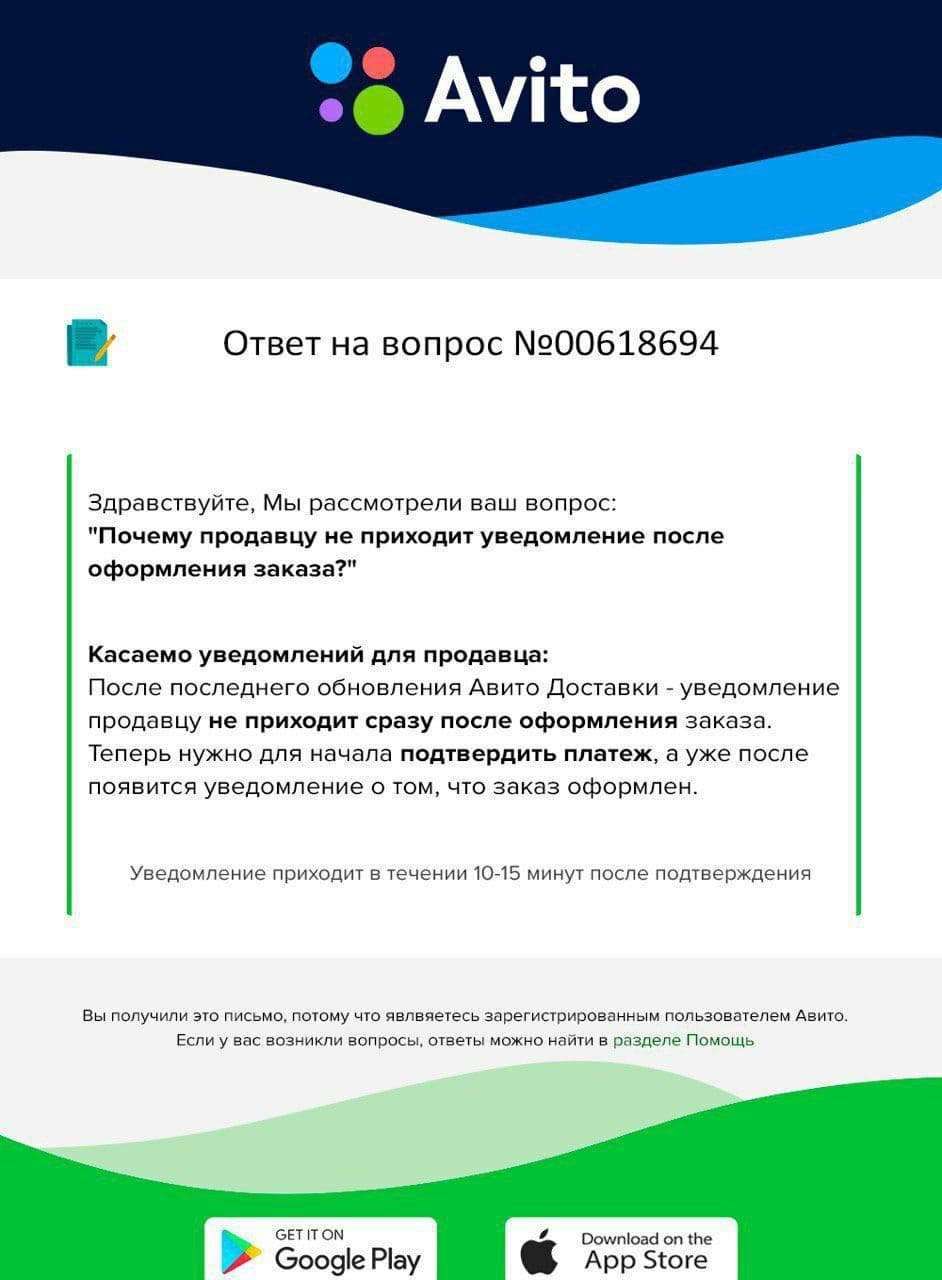 Avito
Ответ на вопрос №00618694
Здравствуйте, Мы рассмотрели ваш вопрос:
"Почему продавцу не приходит уведомление после
оформления заказа?"
Касаемо уведомлений для продавца:
После последнего обновления Авито Доставки - уведомление
продавцу не приходит сразу после оформления заказа.
Теперь нужно для начала подтвердить платеж, а уже после
появится уведомление о том, что заказ оформлен.
Уведомление приходит в течении 10-15 минут после подтверждения
Вы получили это письмо, потому что явлвяетесь зарегистрированным пользователем Авито.
Если у вас возникли вопросы, ответы можно найти в разделе Помощь
GET IT ON
Google Play
Download on the
App Store